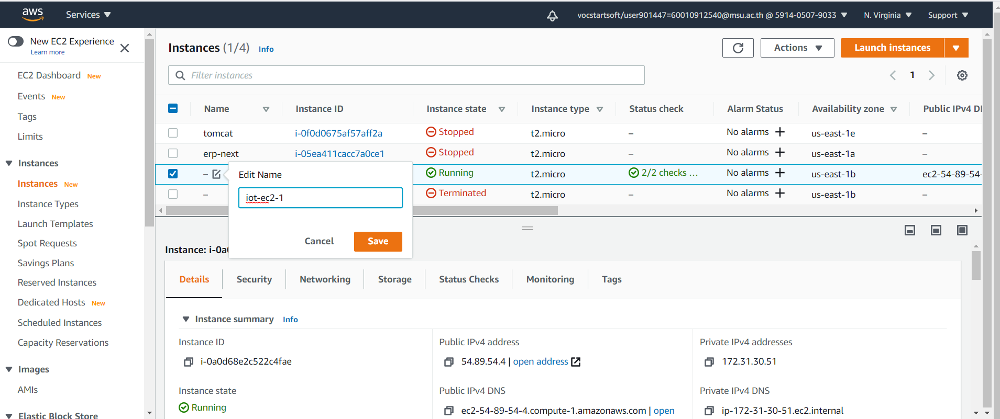 aws
Services
vocstartsoft/user901447=60010912540@msu.ac.th @ 5914-0507-9033
N. Virginia
Support
New EC2 Experience
Learn more
EC2 Dashboard New
Events New
Tags
Limits
Instances
Instances New
Instance Types
Launch Templates
Spot Requests
Savings Plans
Reserved Instances
Dedicated Hosts New
Scheduled Instances
Capacity Reservations
Images
AMIs
Elastic Block Store
Instances (1/4) Info
Actions
Launch instances
Filter instances
1
Name Instance ID Instance state Instance type Status check Alarm Status Availability zone Public IPv4 DI
tomcat i-0f0d0675af57aff2a Stopped t2.micro – No alarms + us-east-1e –
erp-next i-05ea411cacc7a0ce1 Stopped t2.micro – No alarms + us-east-1a –
– Running t2.micro 2/2 checks ... No alarms + us-east-1b ec2-54-89-54-
– Terminated t2.micro – No alarms + us-east-1b –
Edit Name
iot-ec2-1
Cancel
Save
Instance: i-0a
Details Security Networking Storage Status Checks Monitoring Tags
Instance summary Info
Instance ID
i-0a0d68e2c522c4fae
Public IPv4 address
54.89.54.4 | open address
Private IPv4 addresses
172.31.30.51
Instance state
Running
Public IPv4 DNS
ec2-54-89-54-4.compute-1.amazonaws.com | open
Private IPv4 DNS
ip-172-31-30-51.ec2.internal